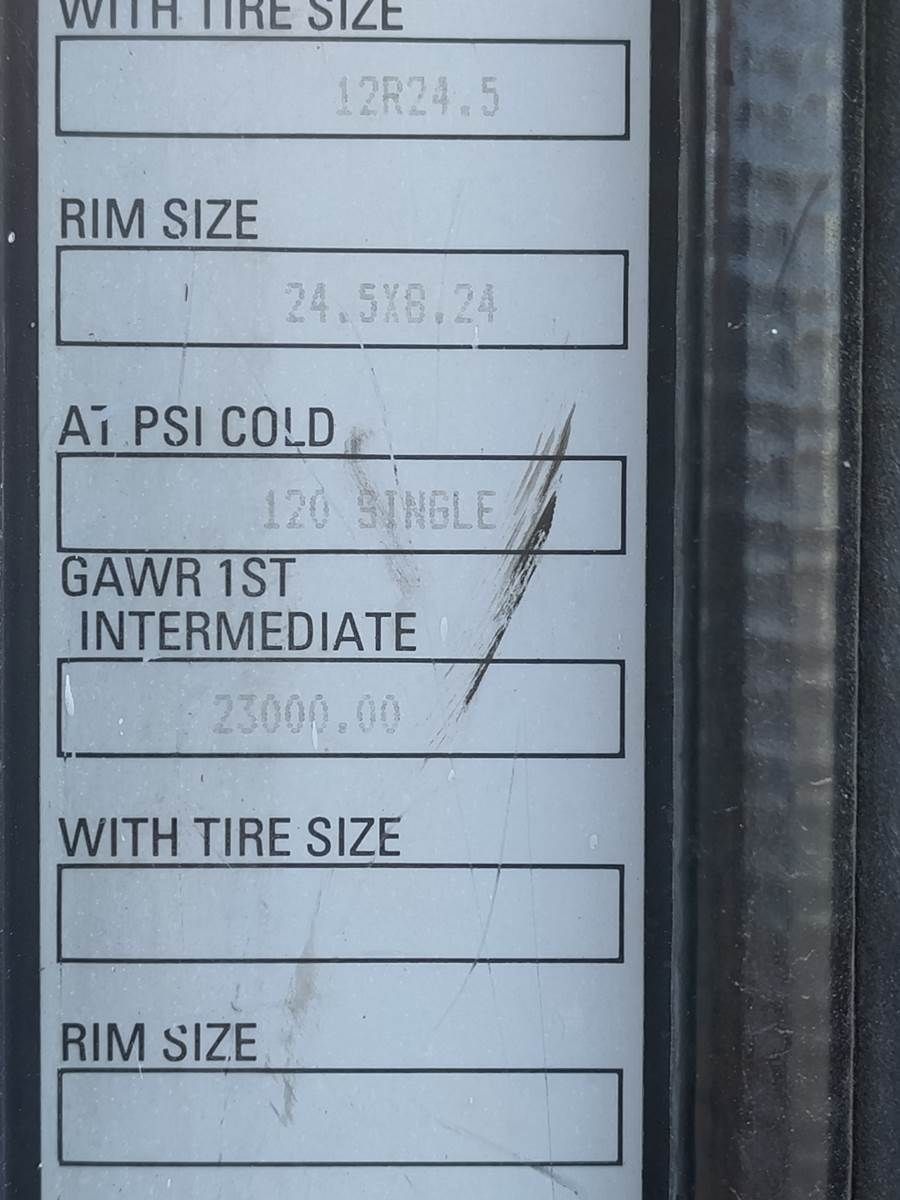 WITH TIRE SIZE
12R24.5
RIM SIZE
24.5X8.24
AT PSI COLD
120 SINGLE
GAWR 1ST
INTERMEDIATE
23000.00
WITH TIRE SIZE
RIM SIZE